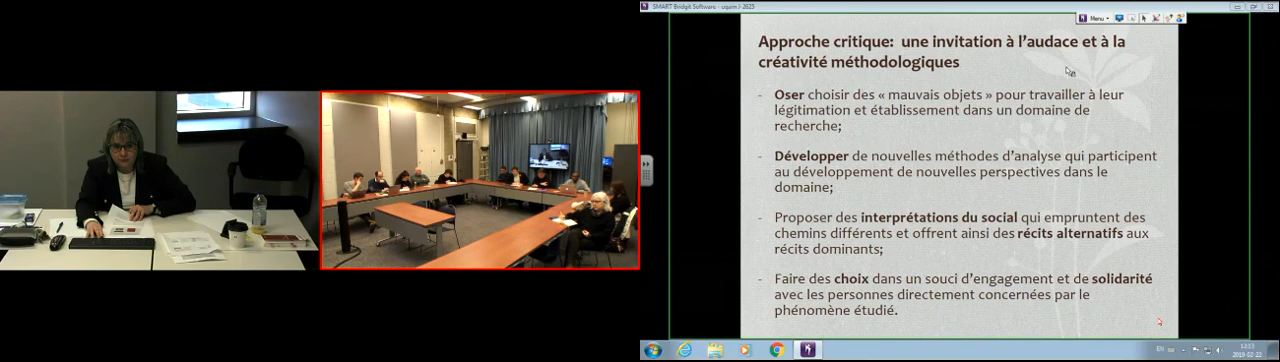 SMART Bridgit Software - uqam J-2623
Menu
Approche critique: une invitation à l'audace et à la
créativité méthodologiques
- Oser choisir des « mauvais objets » pour travailler à leur
légitimation et établissement dans un domaine de
recherche;
- Développer de nouvelles méthodes d'analyse qui participent
au développement de nouvelles perspectives dans le
domaine;
- Proposer des interprétations du social qui empruntent des
chemins différents et offrent ainsi des récits alternatifs aux
récits dominants;
- Faire des choix dans un souci d'engagement et de solidarité
avec les personnes directement concernées par le
phénomène étudié.
EN
2019-02-22